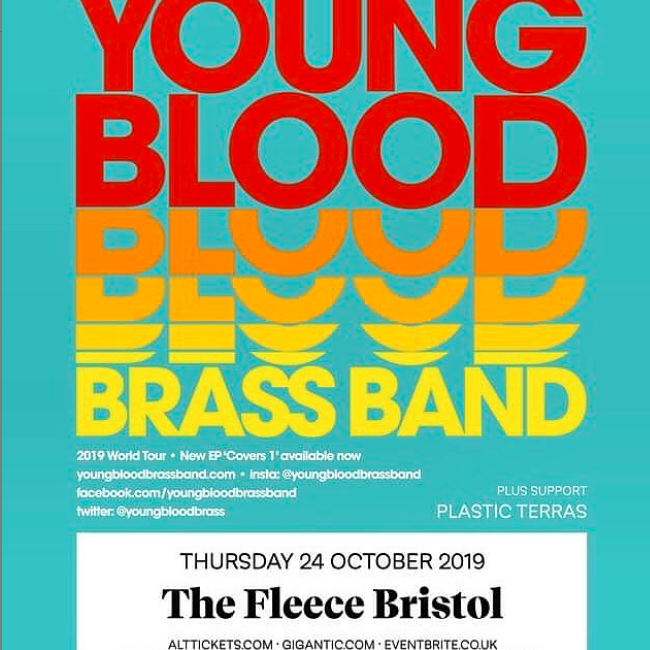 YOUNG
BLOOD
BLOOD
BLOOD
BRASS BAND
2019 World Tour • New EP 'Covers 1' available now
youngbloodbrassband.com • insta: @youngbloodbrassband
facebook.com/youngbloodbrassband
twitter: @youngbloodbrass
PLUS SUPPORT
PLASTIC TERRAS
THURSDAY 24 OCTOBER 2019
The Fleece Bristol
ALTTICKETS.COM · GIGANTIC.COM · EVENTBRITE.CO.UK